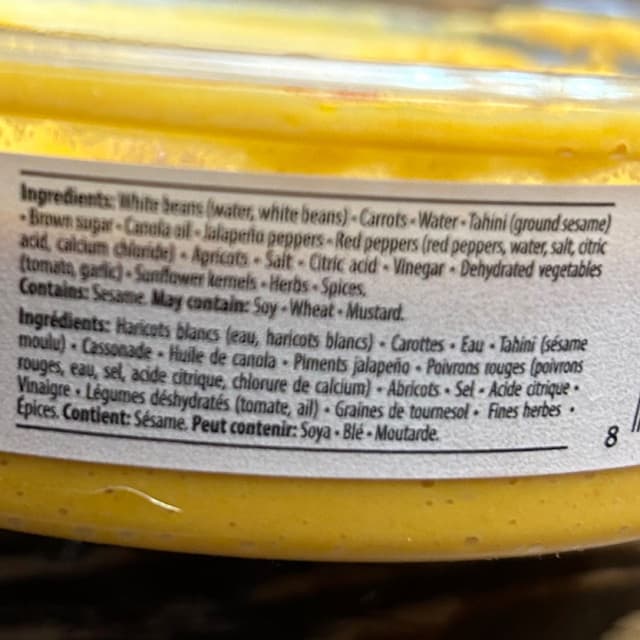 Ingredients: White beans (water, white beans) • Carrots • Water • Tahini (ground sesame)
• Brown sugar • Canola oil • Jalapeño peppers • Red peppers (red peppers, water, salt, citric
acid, calcium chloride) • Apricots • Salt • Citric acid • Vinegar • Dehydrated vegetables
(tomato, garlic) • Sunflower kernels • Herbs • Spices.
Contains: Sesame. May contain: Soy • Wheat • Mustard.
Ingrédients: Haricots blancs (eau, haricots blancs) • Carottes • Eau • Tahini (sésame
moulu) • Cassonade • Huile de canola • Piments jalapeño • Poivrons rouges (poivrons
rouges, eau, sel, acide citrique, chlorure de calcium) • Abricots • Sel • Acide citrique •
Vinaigre • Légumes déshydratés (tomate, ail) • Graines de tournesol • Fines herbes •
Épices. Contient: Sésame. Peut contenir: Soya • Blé • Moutarde.
8